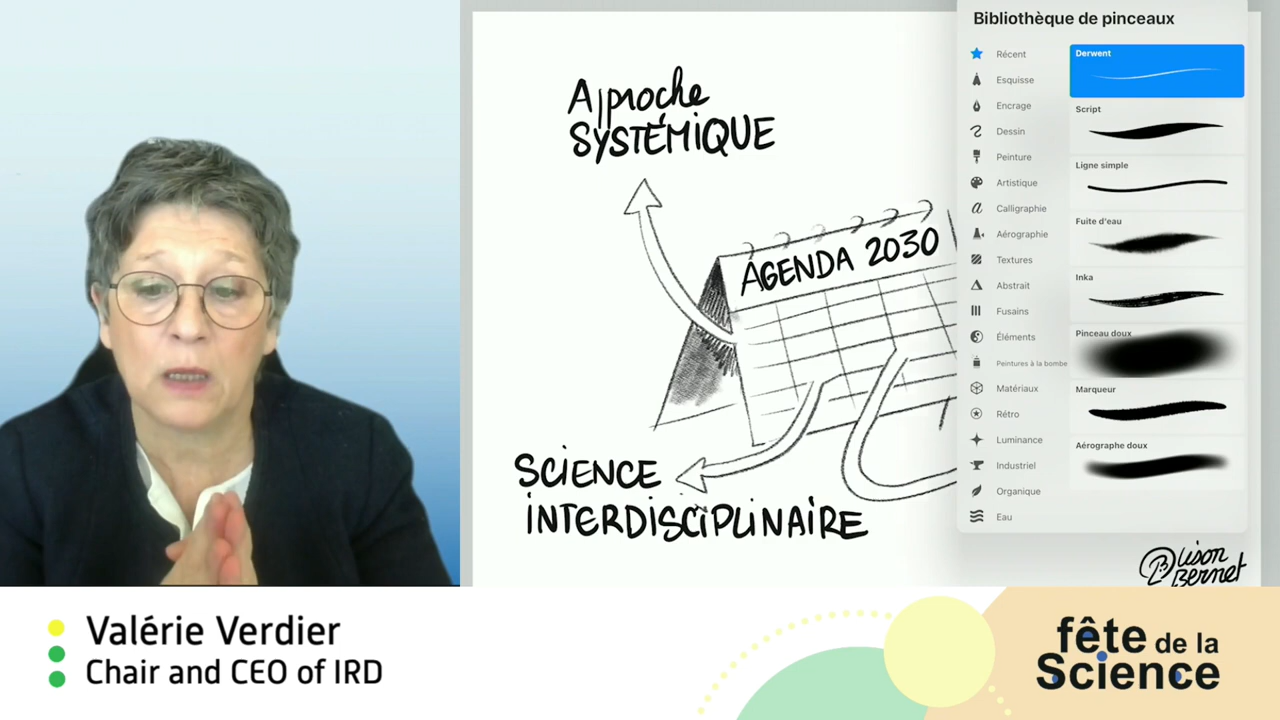 Approche
SYSTÉMIQUE
AGENDA 2030
SCIENCE
INTERDISCIPLINAIRE
Bibliothèque de pinceaux
Récent
Esquisse
Encrage
Dessin
Peinture
Artistique
Calligraphie
Aérographie
Textures
Abstrait
Fusains
Éléments
Peintures à la bombe
Matériaux
Rétro
Luminance
Industriel
Organique
Eau
Derwent
Script
Ligne simple
Fuite d'eau
Inka
Pinceau doux
Marqueur
Aérographe doux
Alison
Bernet
Valérie Verdier
Chair and CEO of IRD
fête de la
Science